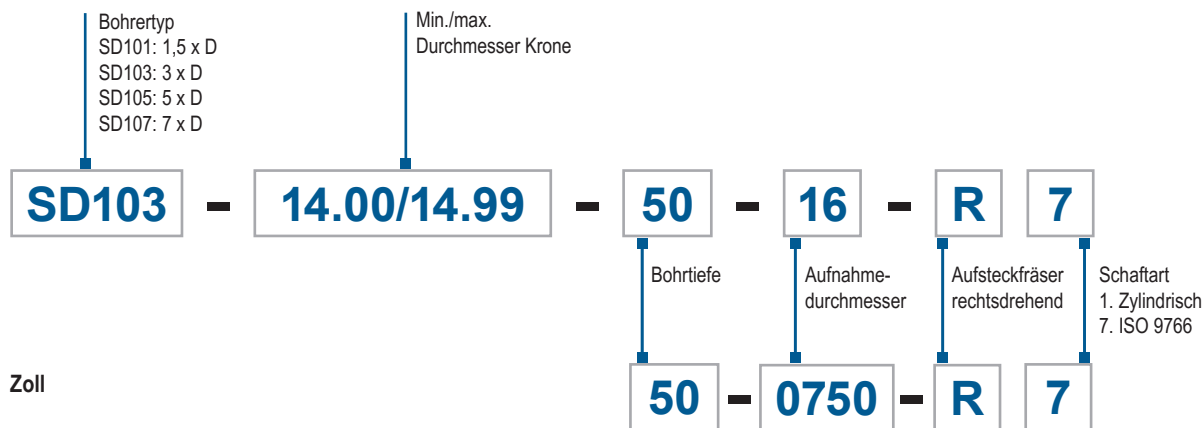 Bohrertyp
SD101: 1,5 x D
SD103: 3 x D
SD105: 5 x D
SD107: 7 x D
Min./max.
Durchmesser Krone
SD103 - 14.00/14.99 - 50 - 16 - R 7
Bohrtiefe
Aufnahme-
durchmesser
Aufsteckfräser
rechtsdrehend
Schaftart
1. Zylindrisch
7. ISO 9766
Zoll
50 - 0750 - R 7